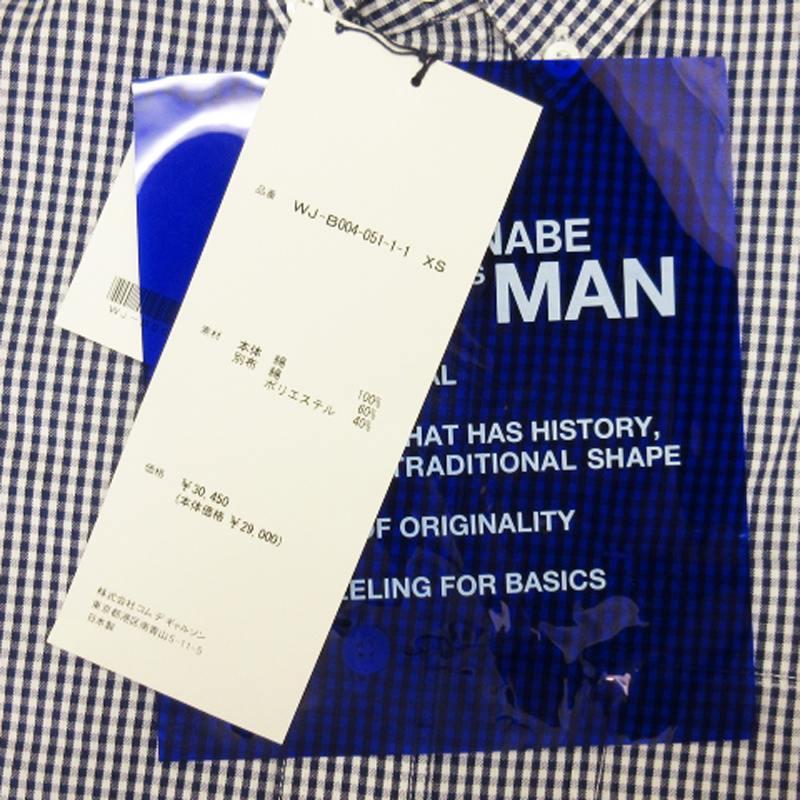 品番 WJ-B004-051-1-1 XS
素材 本体 綿 100%
別布 綿 60%
ポリエステル 40%
価格 ¥30,450
(本体価格 ¥29,000)
株式会社コムデギャルソン
東京都港区南青山5-11-5
日本製
NABE
S MAN
AL
HAT HAS HISTORY,
TRADITIONAL SHAPE
OF ORIGINALITY
EELING FOR BASICS
WJ-